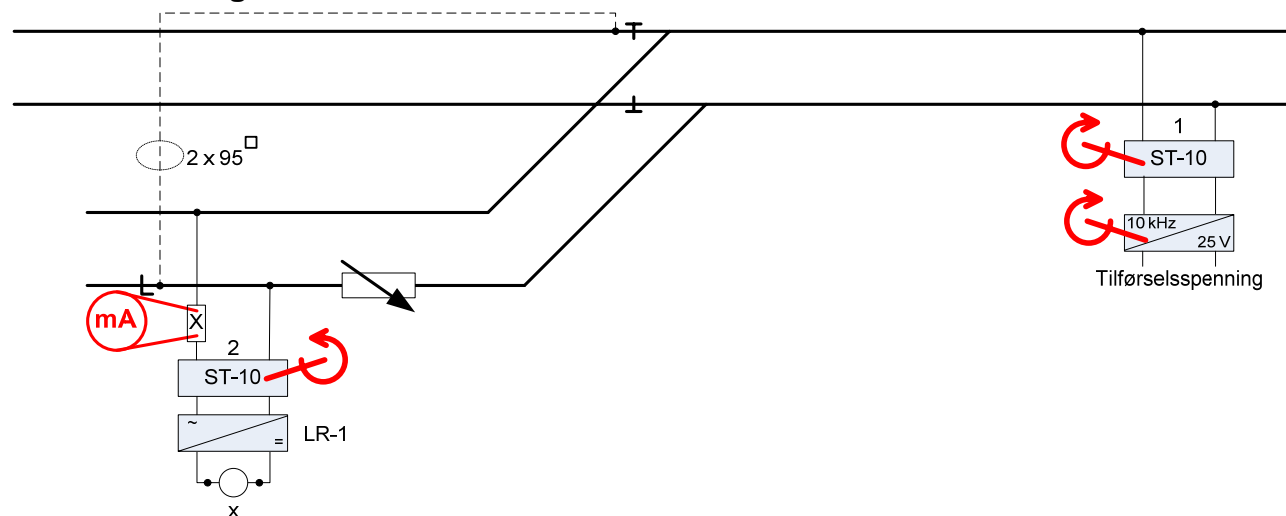 2 x 95□
1
ST-10
10 kHz
25 V
Tilførselsspenning
mA
X
2
ST-10
~
=
LR-1
x